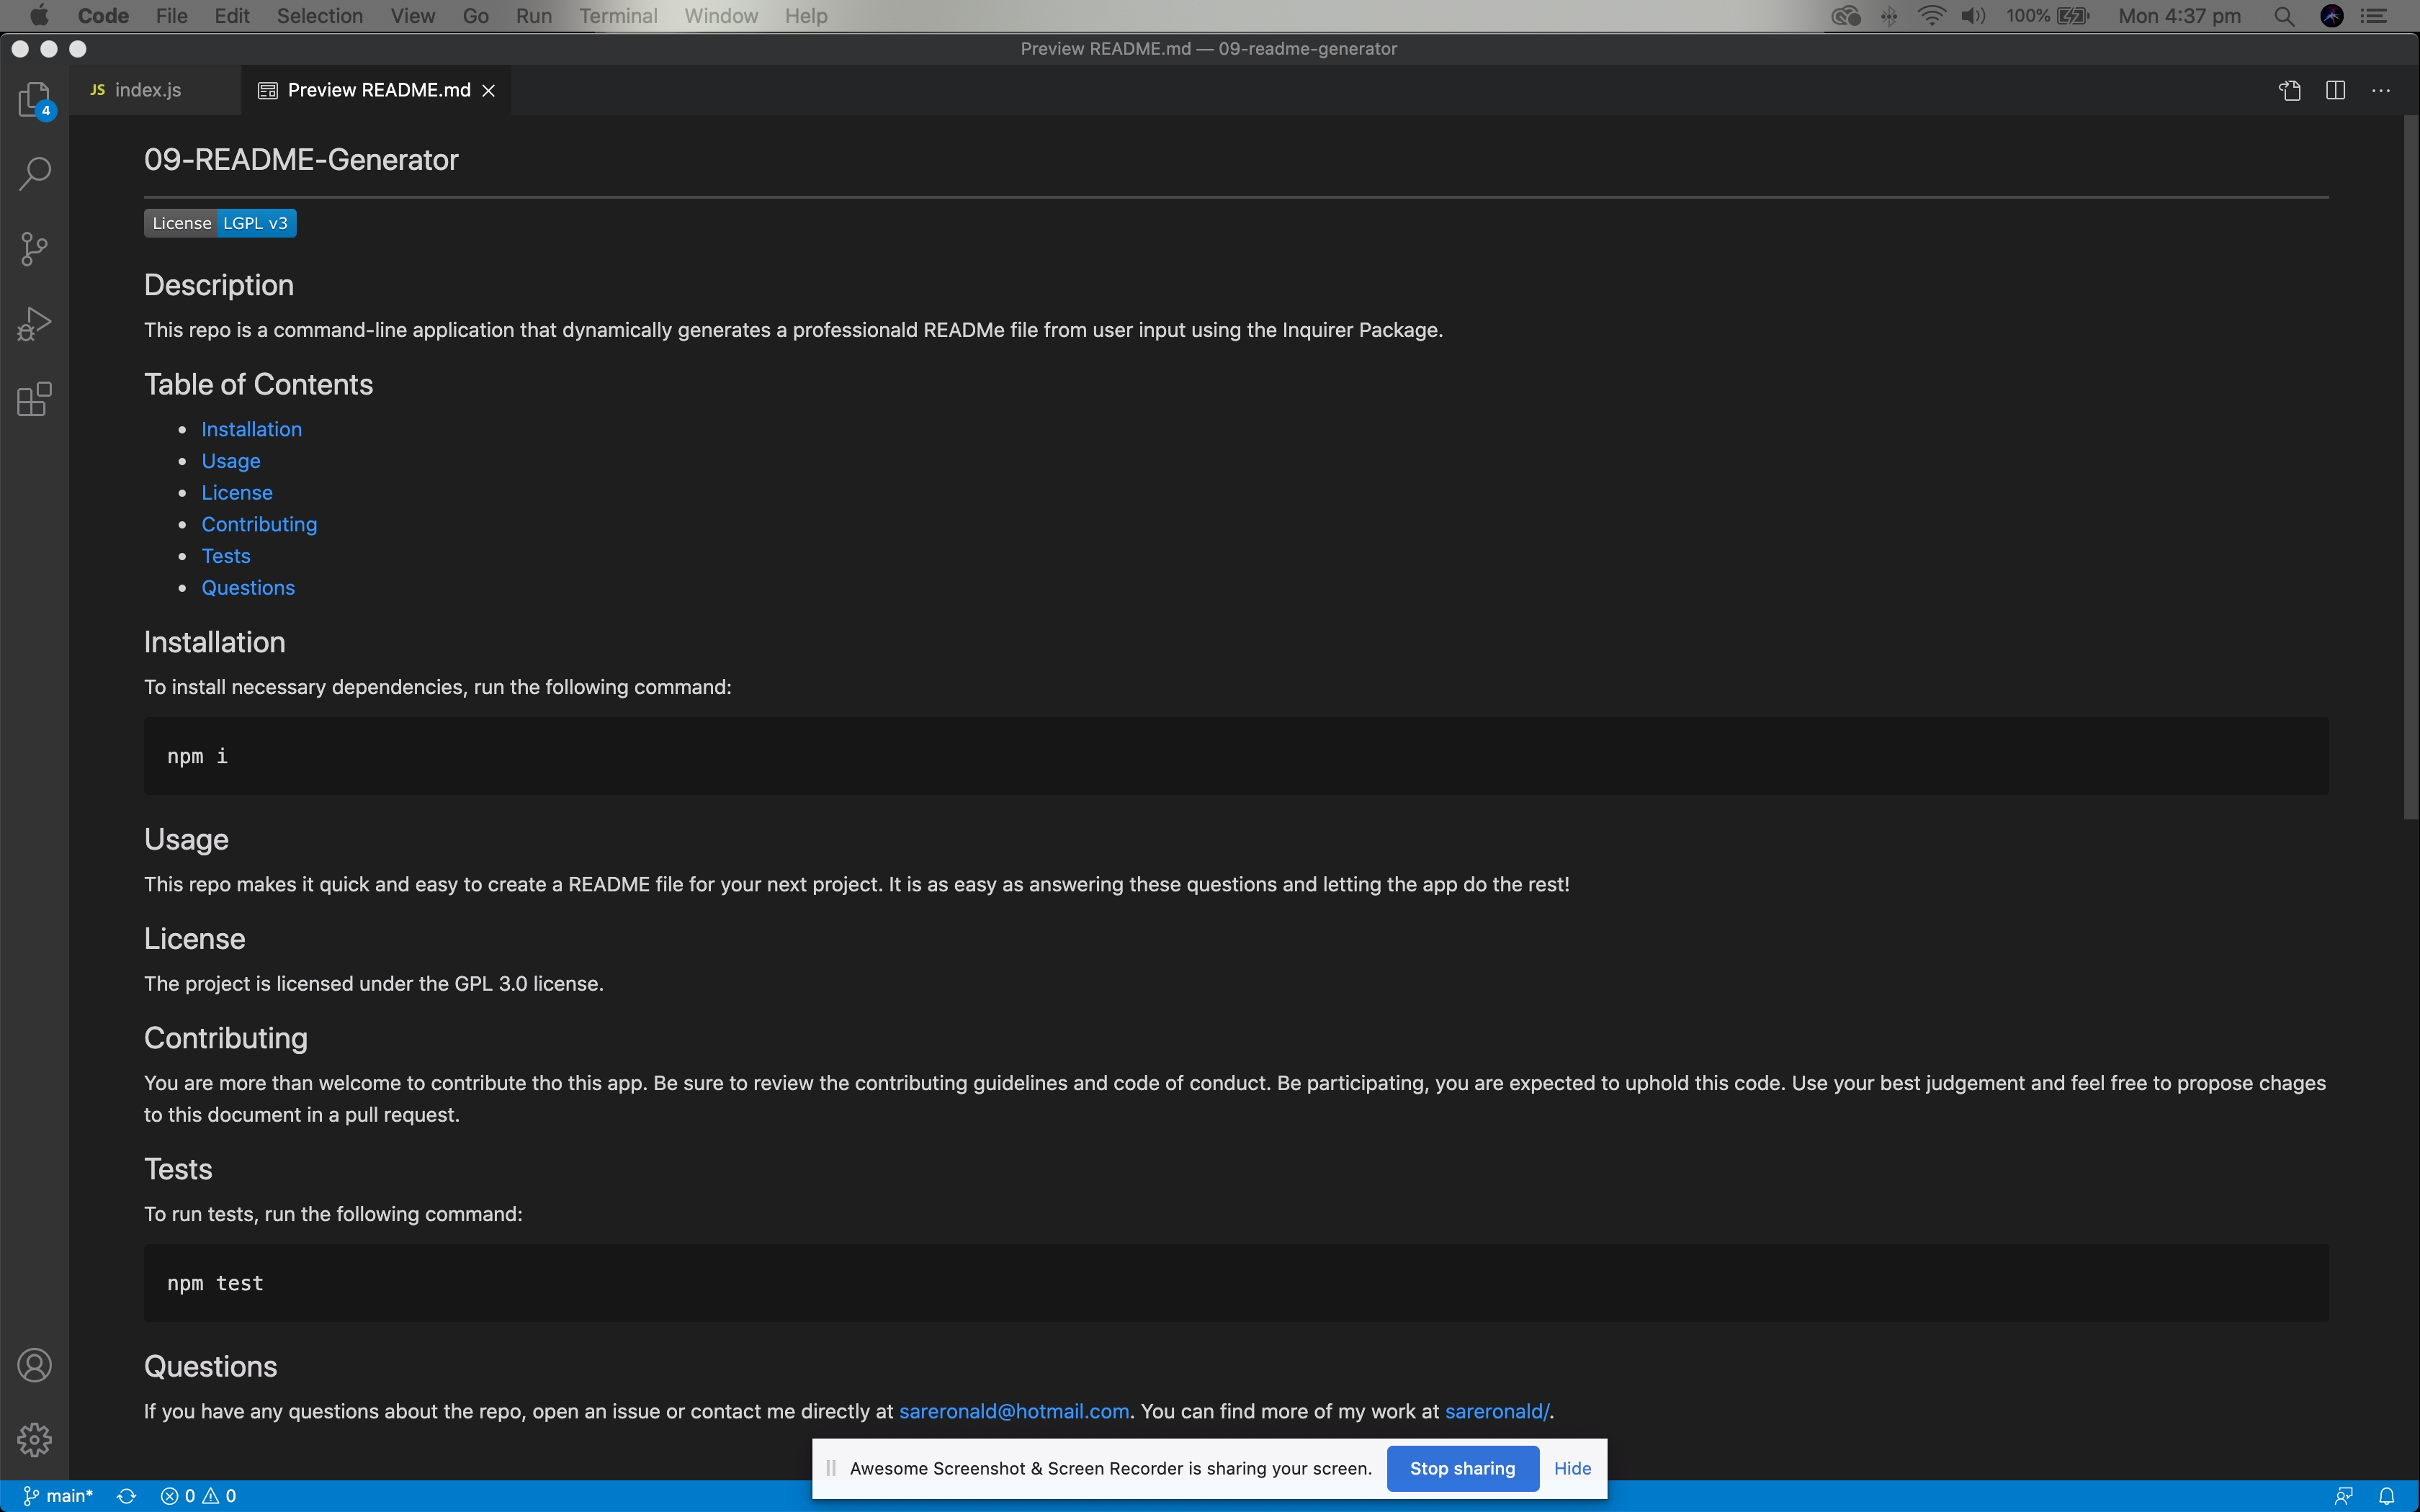 Code File Edit Selection View Go Run Terminal Window Help 100% Mon 4:37 pm
Preview README.md — 09-readme-generator
JS index.js Preview README.md
4
09-README-Generator
License LGPL v3
Description
This repo is a command-line application that dynamically generates a professionald READMe file from user input using the Inquirer Package.
Table of Contents
Installation
Usage
License
Contributing
Tests
Questions
Installation
To install necessary dependencies, run the following command:
npm i
Usage
This repo makes it quick and easy to create a README file for your next project. It is as easy as answering these questions and letting the app do the rest!
License
The project is licensed under the GPL 3.0 license.
Contributing
You are more than welcome to contribute tho this app. Be sure to review the contributing guidelines and code of conduct. Be participating, you are expected to uphold this code. Use your best judgement and feel free to propose chages
to this document in a pull request.
Tests
To run tests, run the following command:
npm test
Questions
If you have any questions about the repo, open an issue or contact me directly at sareronald@hotmail.com. You can find more of my work at sareronald/.
Awesome Screenshot & Screen Recorder is sharing your screen. Stop sharing Hide
main* 0 0